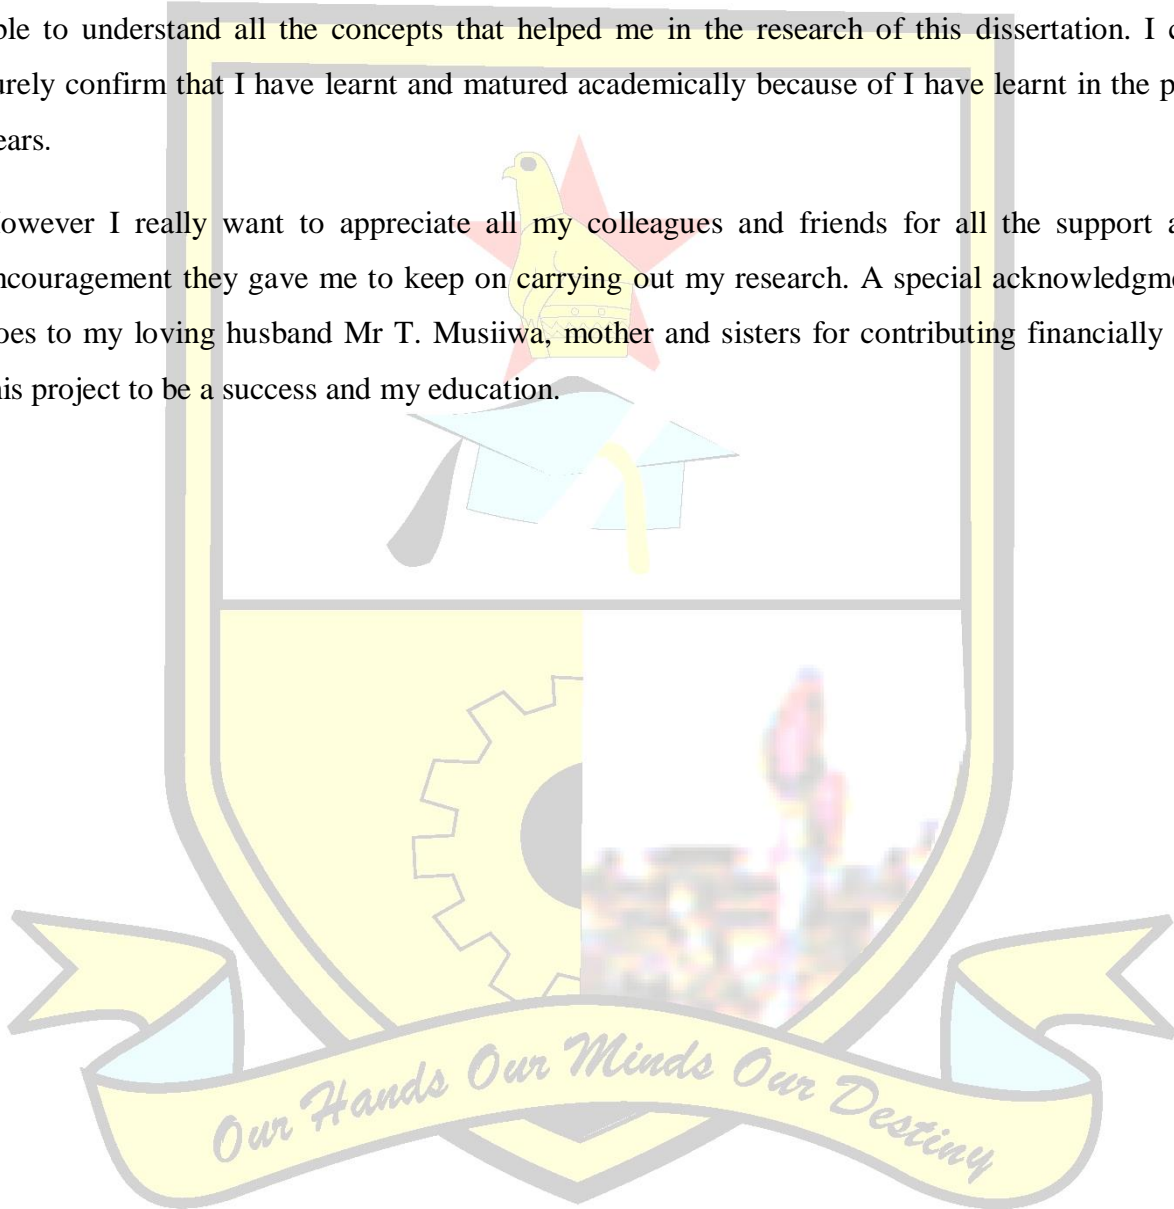 ble to understand all the concepts that helped me in the research of this dissertation. I c
urely confirm that I have learnt and matured academically because of I have learnt in the p
ears.
owever I really want to appreciate all my colleagues and friends for all the support a
ncouragement they gave me to keep on carrying out my research. A special acknowledgme
oes to my loving husband Mr T. Musiiwa, mother and sisters for contributing financially
his project to be a success and my education.
Our Hands Our Minds Our Destiny